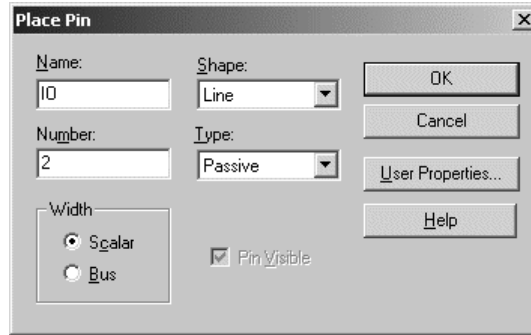 Place Pin
Name:
IO
Shape:
Line
OK
Cancel
Number:
2
Type:
Passive
User Properties...
Width
Scalar
Bus
Pin Visible
Help